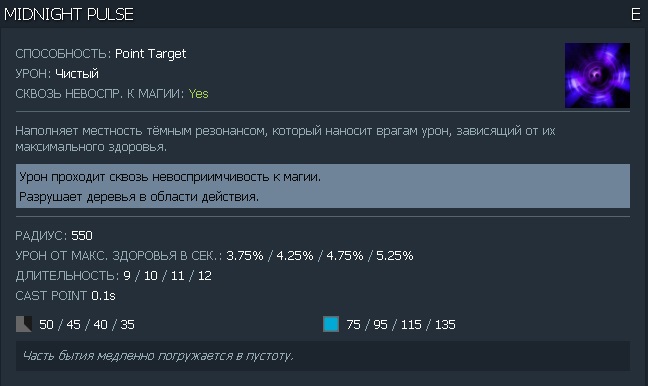 MIDNIGHT PULSE E
СПОСОБНОСТЬ: Point Target
УРОН: Чистый
СКВОЗЬ НЕВОСПР. К МАГИИ: Yes
Наполняет местность тёмным резонансом, который наносит врагам урон, зависящий от их
максимального здоровья.
Урон проходит сквозь невосприимчивость к магии.
Разрушает деревья в области действия.
РАДИУС: 550
УРОН ОТ МАКС. ЗДОРОВЬЯ В СЕК.: 3.75% / 4.25% / 4.75% / 5.25%
ДЛИТЕЛЬНОСТЬ: 9 / 10 / 11 / 12
CAST POINT 0.1s
50 / 45 / 40 / 35 75 / 95 / 115 / 135
Часть бытия медленно погружается в пустоту.